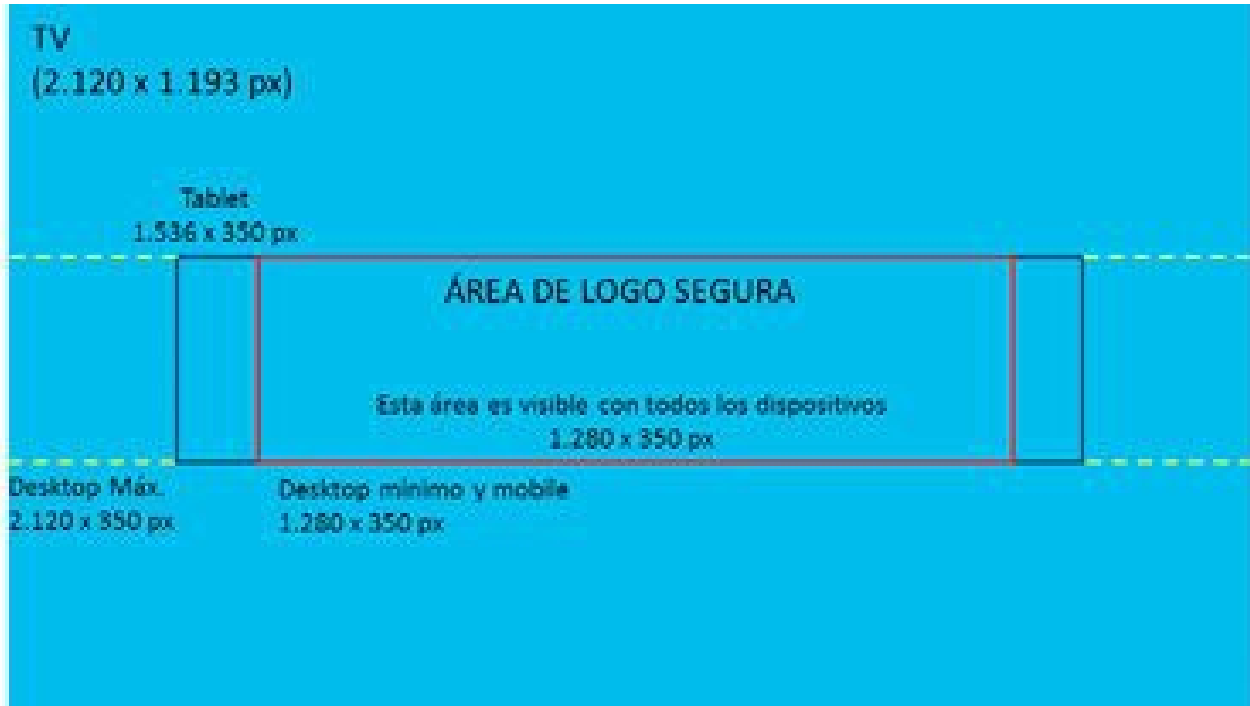 TV
(2.120 x 1.193 px)
Tablet
1.536 x 350 px
ÁREA DE LOGO SEGURA
Esta área es visible con todos los dispositivos
1.280 x 350 px
Desktop Máx.
2.120 x 350 px
Desktop mínimo y mobile
1.280 x 350 px